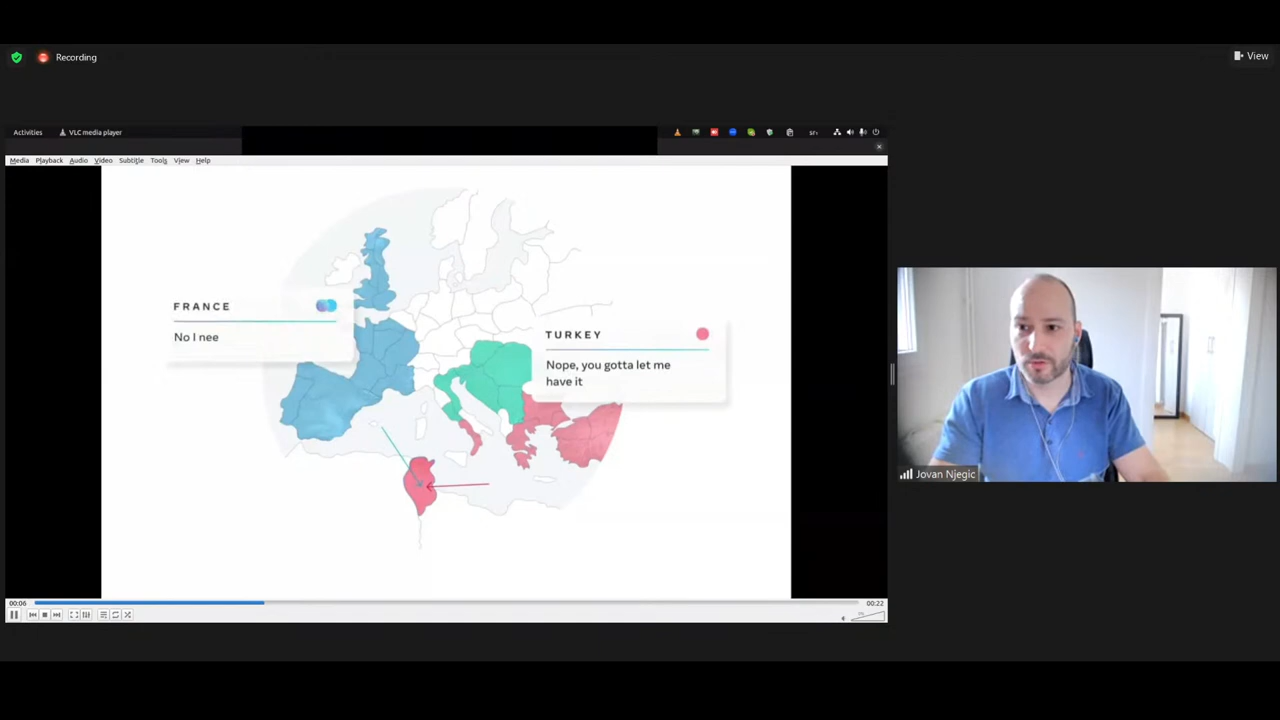 Recording
View
Activities
VLC media player
Media Playback Audio Video Subtitle Tools View Help
FRANCE
No I nee
TURKEY
Nope, you gotta let me
have it
Jovan Njegic
00:06
00:22